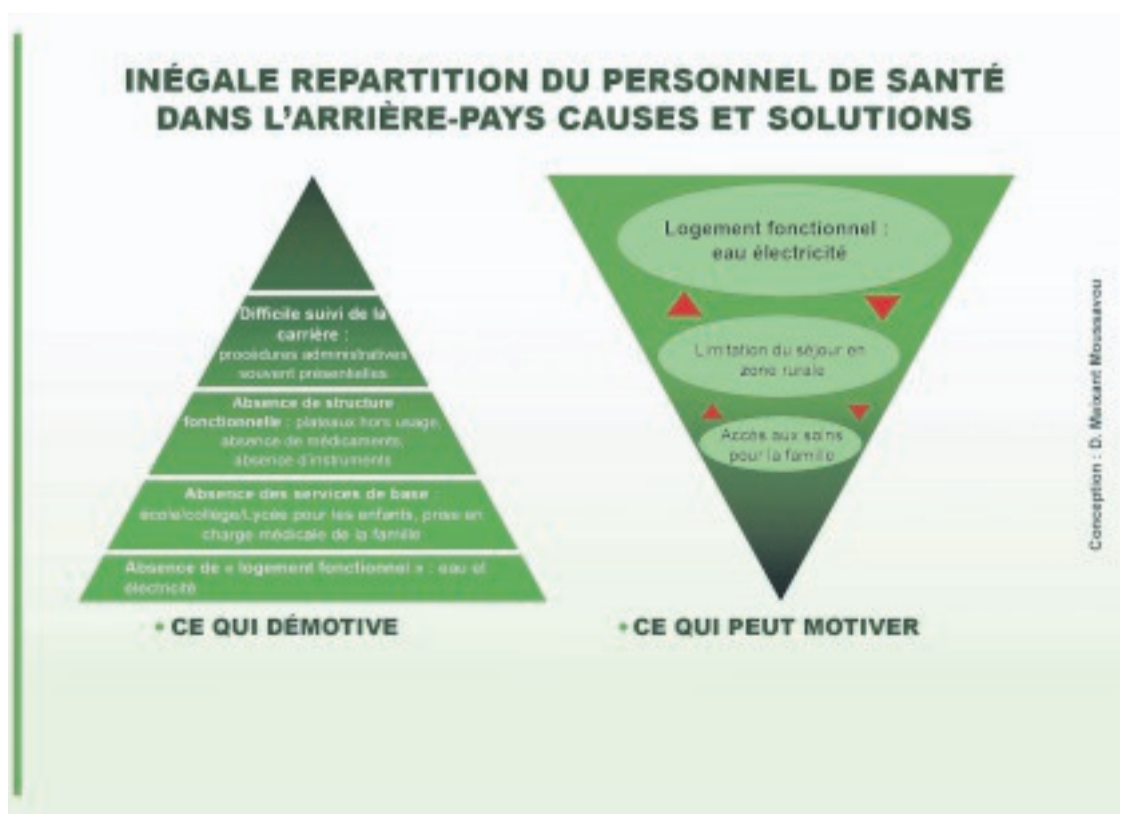 INÉGALE REPARTITION DU PERSONNEL DE SANTÉ
DANS L'ARRIÈRE-PAYS CAUSES ET SOLUTIONS
Difficile suivi de la
carrière :
procédures administratives
souvent présentielles
Absence de structure
fonctionnelle : plateaux hors usage,
absence de médicaments,
absence d'instruments
Absence des services de base :
école/collège/Lycée pour les enfants, prise en
charge médicale de la famille
Absence de « logement fonctionnel » : eau et
électricité
• CE QUI DÉMOTIVE
Logement fonctionnel :
eau électricité
Limitation du séjour en
zone rurale
Accès aux soins
pour la famille
• CE QUI PEUT MOTIVER
Conception : D. Maixant Moussavou